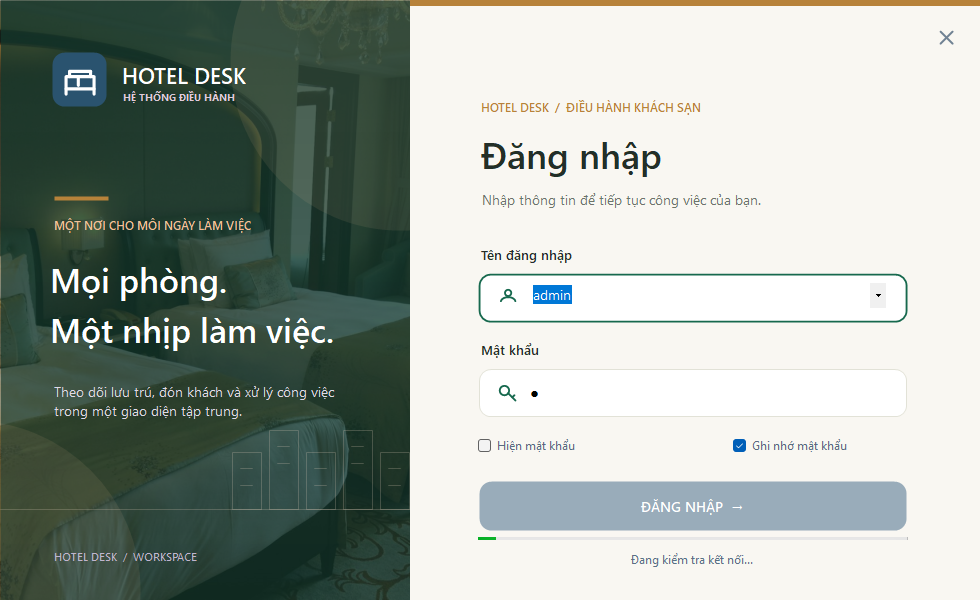 HOTEL DESK
HỆ THỐNG ĐIỀU HÀNH
MỘT NƠI CHO MỖI NGÀY LÀM VIỆC
Mọi phòng.
Một nhịp làm việc.
Theo dõi lưu trú, đón khách và xử lý công việc
trong một giao diện tập trung.
HOTEL DESK / WORKSPACE
HOTEL DESK / ĐIỀU HÀNH KHÁCH SẠN
Đăng nhập
Nhập thông tin để tiếp tục công việc của bạn.
Tên đăng nhập
admin
Mật khẩu
Hiện mật khẩu
Ghi nhớ mật khẩu
ĐĂNG NHẬP →
Đang kiểm tra kết nối...